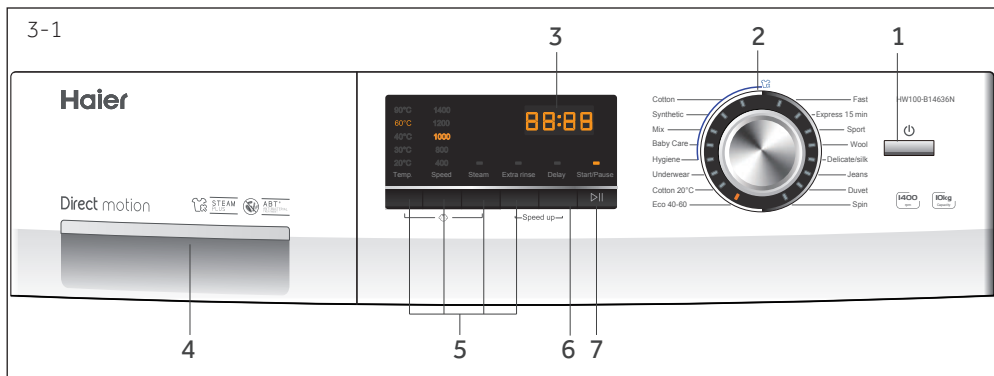 3-1
3
2
1
Haier
90°C 1400
60°C 1200
40°C 1000
30°C 800
20°C 400
Temp. Speed Steam Extra rinse Delay Start/Pause
88:88
Speed up
Cotton
Synthetic
Mix
Baby Care
Hygiene
Underwear
Cotton 20°C
Eco 40-60
Fast
Express 15 min
Sport
Wool
Delicate/silk
Jeans
Duvet
Spin
HW100-B14636N
1400
rpm
10kg
Capacity
Direct motion
STEAM
PLUS
ABT
4
5
6
7